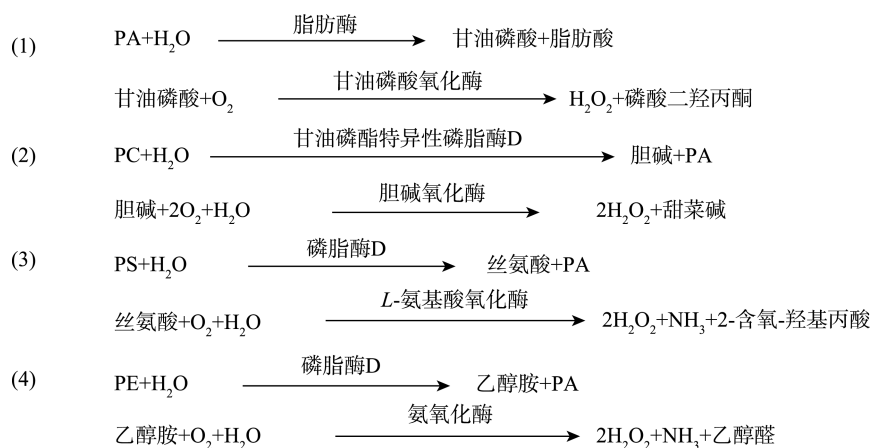 (1) PA+H₂O 脂肪酶 甘油磷酸+脂肪酸
甘油磷酸+O₂ 甘油磷酸氧化酶 H₂O₂+磷酸二羟丙酮
(2) PC+H₂O 甘油磷酯特异性磷脂酶D 胆碱+PA
胆碱+2O₂+H₂O 胆碱氧化酶 2H₂O₂+甜菜碱
(3) PS+H₂O 磷脂酶D 丝氨酸+PA
丝氨酸+O₂+H₂O L-氨基酸氧化酶 2H₂O₂+NH₃+2-含氧-羟基丙酸
(4) PE+H₂O 磷脂酶D 乙醇胺+PA
乙醇胺+O₂+H₂O 氨氧化酶 2H₂O₂+NH₃+乙醇醛